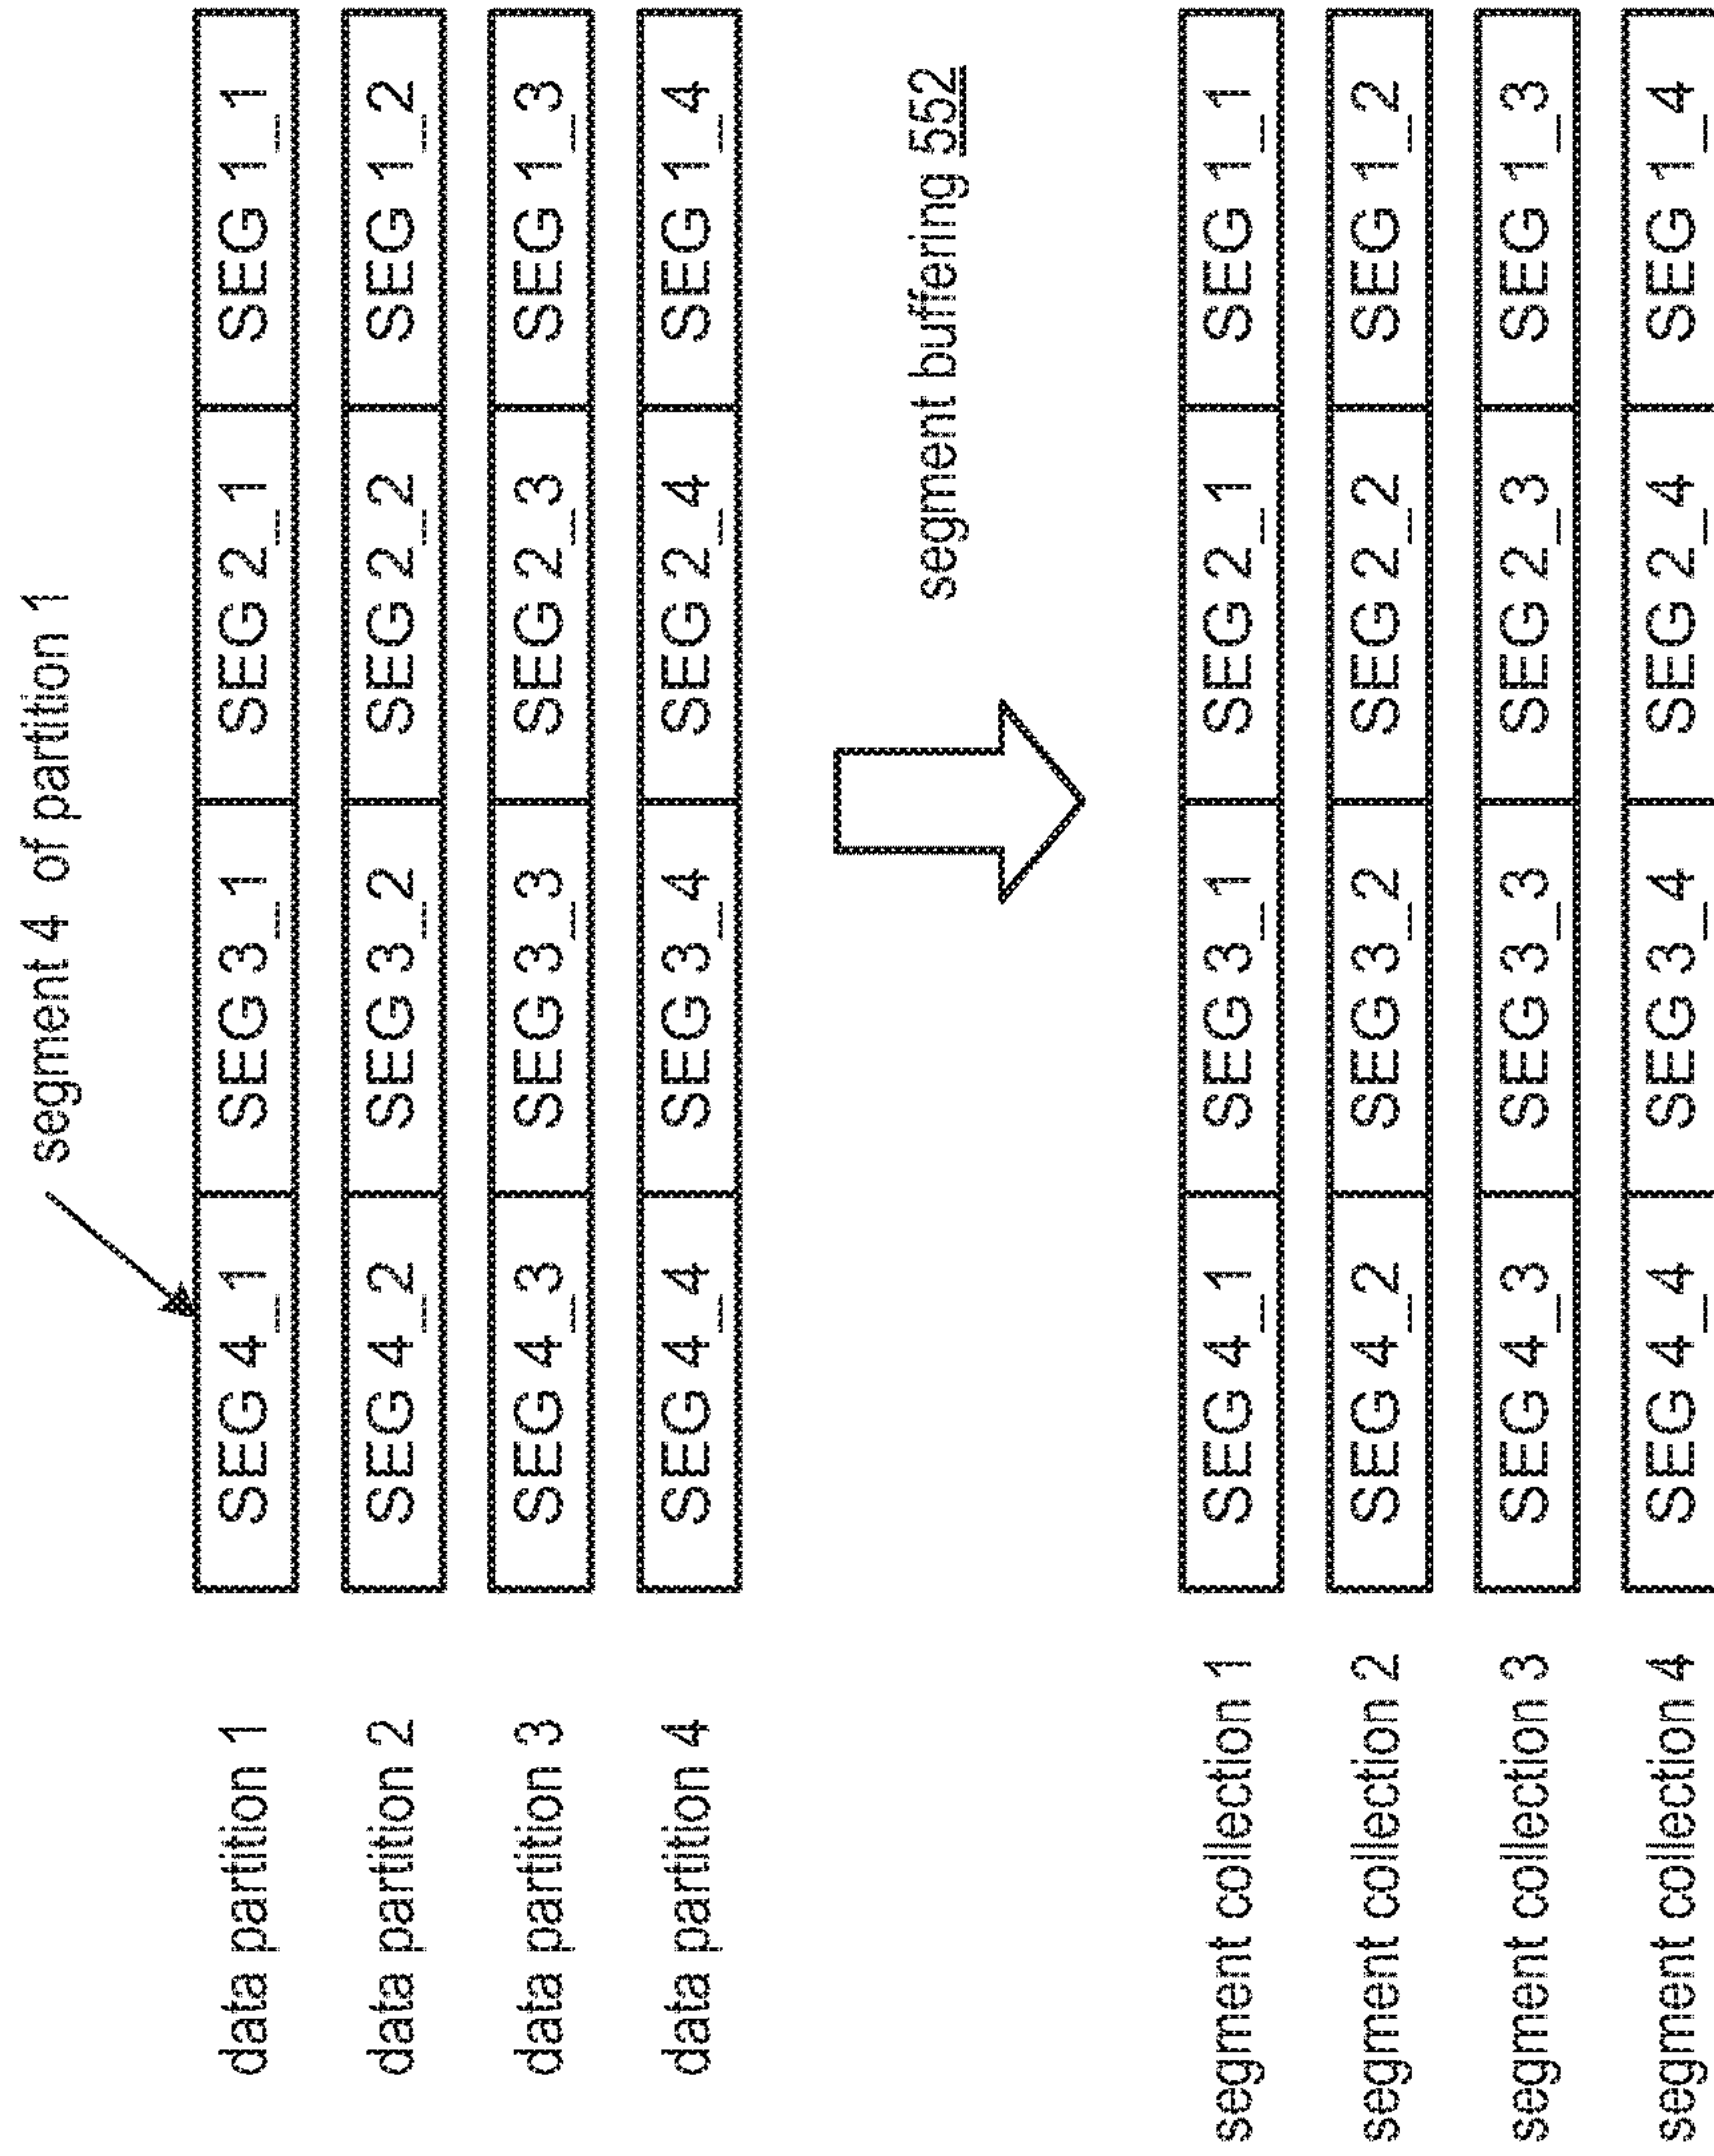 segment 4 of partition 1
data partition 1 SEG 4_1 SEG 3_1 SEG 2_1 SEG 1_1
data partition 2 SEG 4_2 SEG 3_2 SEG 2_2 SEG 1_2
data partition 3 SEG 4_3 SEG 3_3 SEG 2_3 SEG 1_3
data partition 4 SEG 4_4 SEG 3_4 SEG 2_4 SEG 1_4
segment buffering 552
segment collection 1 SEG 4_1 SEG 3_1 SEG 2_1 SEG 1_1
segment collection 2 SEG 4_2 SEG 3_2 SEG 2_2 SEG 1_2
segment collection 3 SEG 4_3 SEG 3_3 SEG 2_3 SEG 1_3
segment collection 4 SEG 4_4 SEG 3_4 SEG 2_4 SEG 1_4